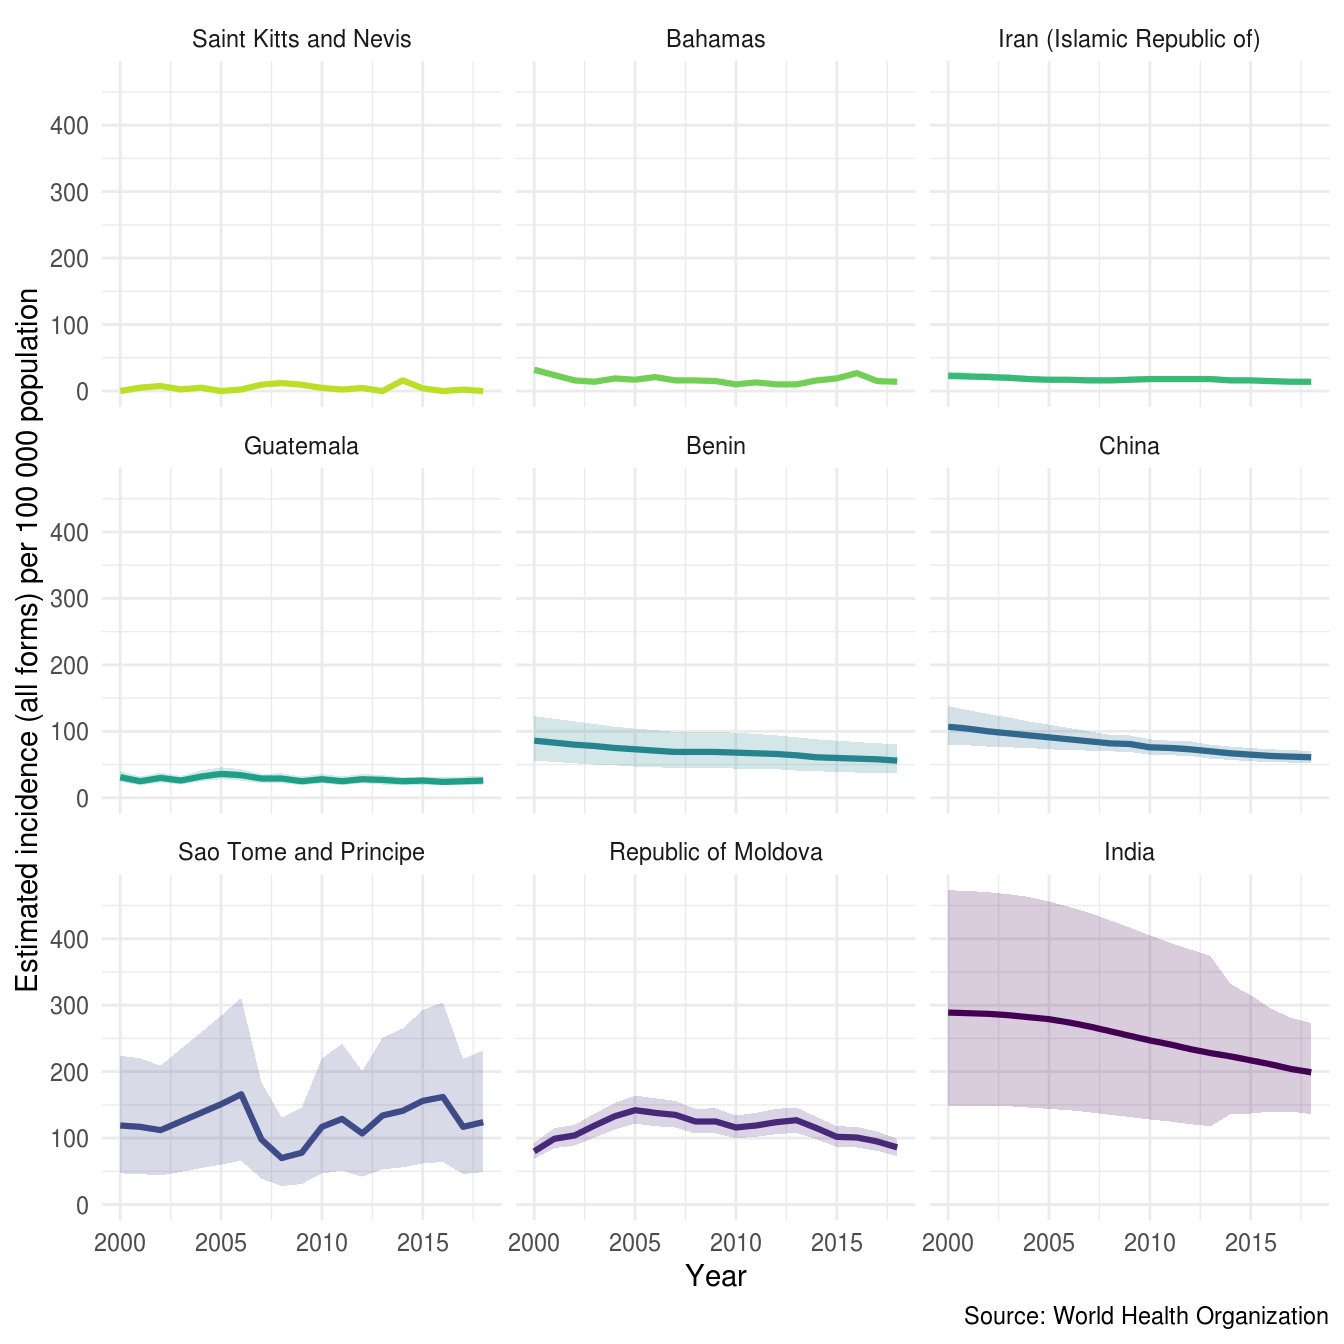 Saint Kitts and Nevis
Bahamas
Iran (Islamic Republic of)
400
300
200
100
0
Guatemala
Benin
China
400
300
200
100
0
Sao Tome and Principe
Republic of Moldova
India
400
300
200
100
0
2000 2005 2010 2015
2000 2005 2010 2015
2000 2005 2010 2015
Estimated incidence (all forms) per 100 000 population
Year
Source: World Health Organization